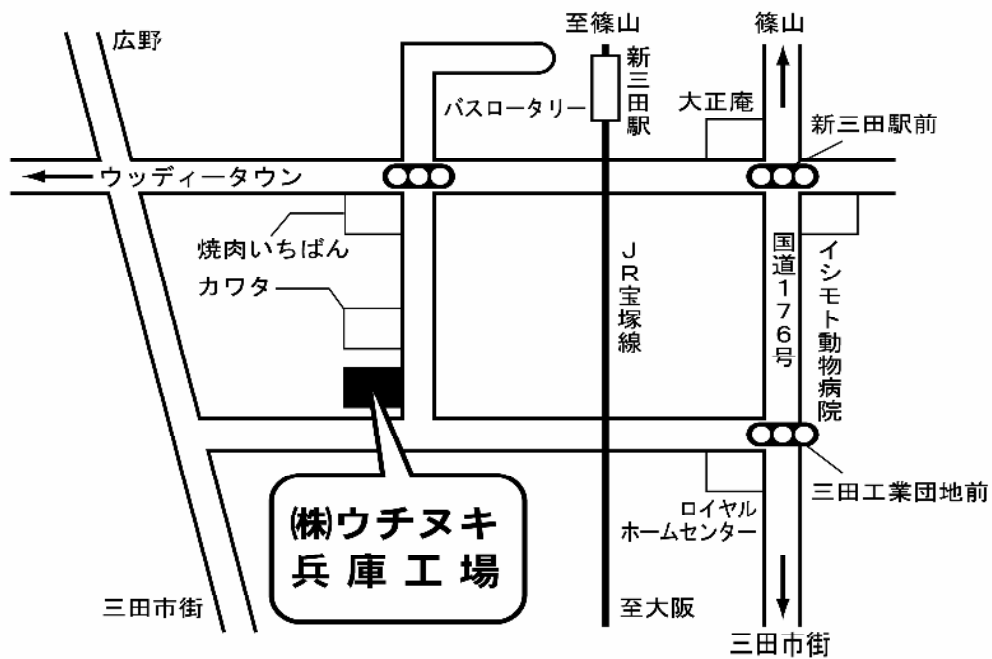 至篠山
篠山
広野
新三田駅
バスロータリー
大正庵
新三田駅前
ウッディータウン
焼肉いちばん
カワタ
JR宝塚線
国道176号
イシモト動物病院
三田工業団地前
ロイヤル
ホームセンター
㈱ウチヌキ
兵庫工場
三田市街
至大阪
三田市街